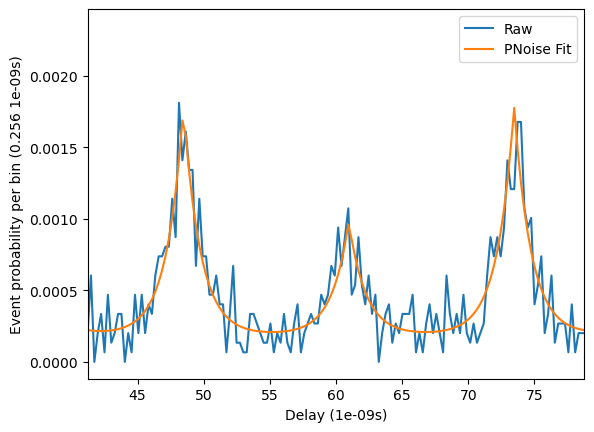 Raw
PNoise Fit
0.0020
0.0015
0.0010
0.0005
0.0000
Event probability per bin (0.256 1e-09s)
45 50 55 60 65 70 75
Delay (1e-09s)